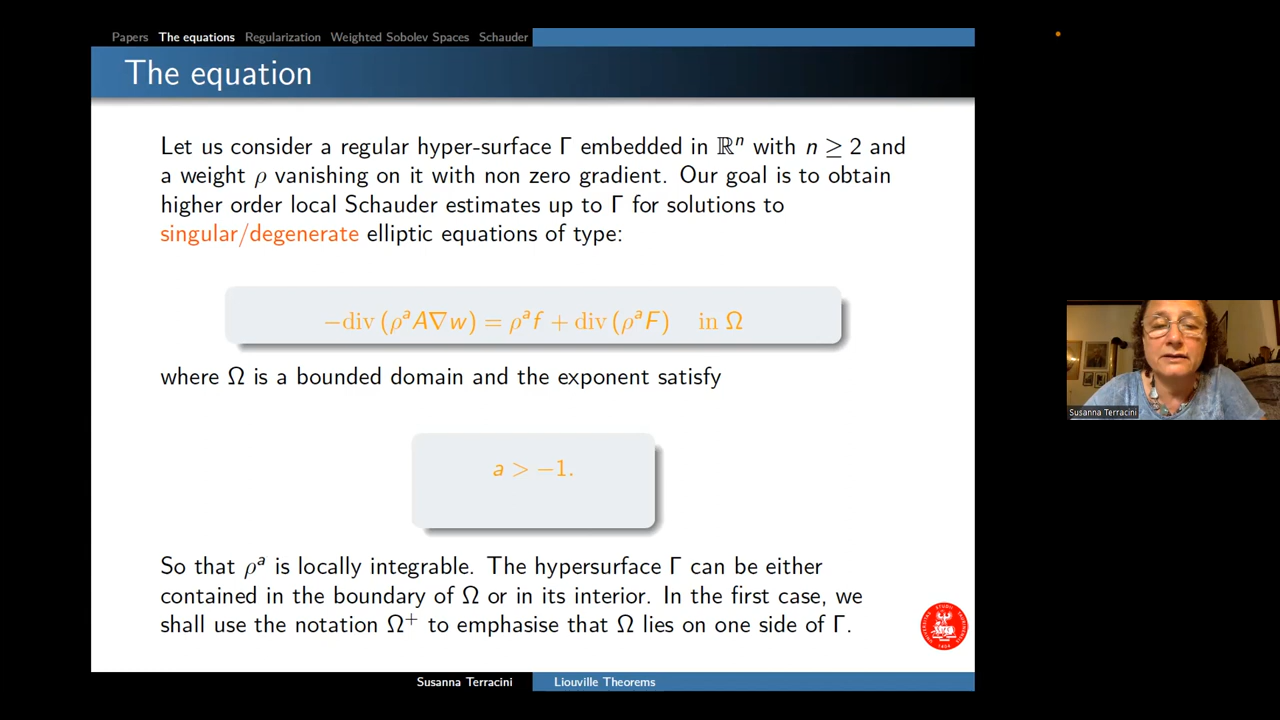 Papers The equations Regularization Weighted Sobolev Spaces Schauder
The equation
Let us consider a regular hyper-surface Γ embedded in ℝⁿ with n ≥ 2 and
a weight ρ vanishing on it with non zero gradient. Our goal is to obtain
higher order local Schauder estimates up to Γ for solutions to
singular/degenerate elliptic equations of type:
−div (ρᵃA∇w) = ρᵃf + div (ρᵃF) in Ω
where Ω is a bounded domain and the exponent satisfy
a > −1.
So that ρᵃ is locally integrable. The hypersurface Γ can be either
contained in the boundary of Ω or in its interior. In the first case, we
shall use the notation Ω⁺ to emphasise that Ω lies on one side of Γ.
Susanna Terracini Liouville Theorems
Susanna Terracini